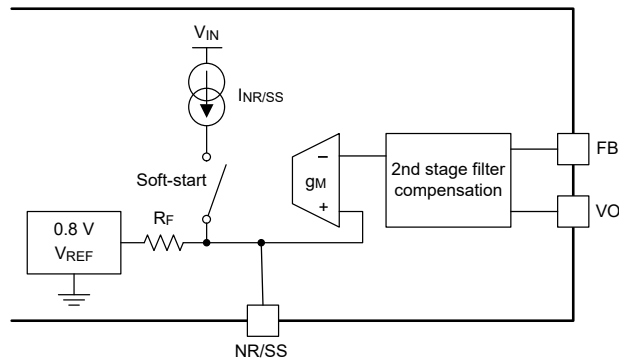 VIN
INR/SS
Soft-start
gM
−
+
2nd stage filter
compensation
FB
VO
0.8 V
VREF
RF
NR/SS